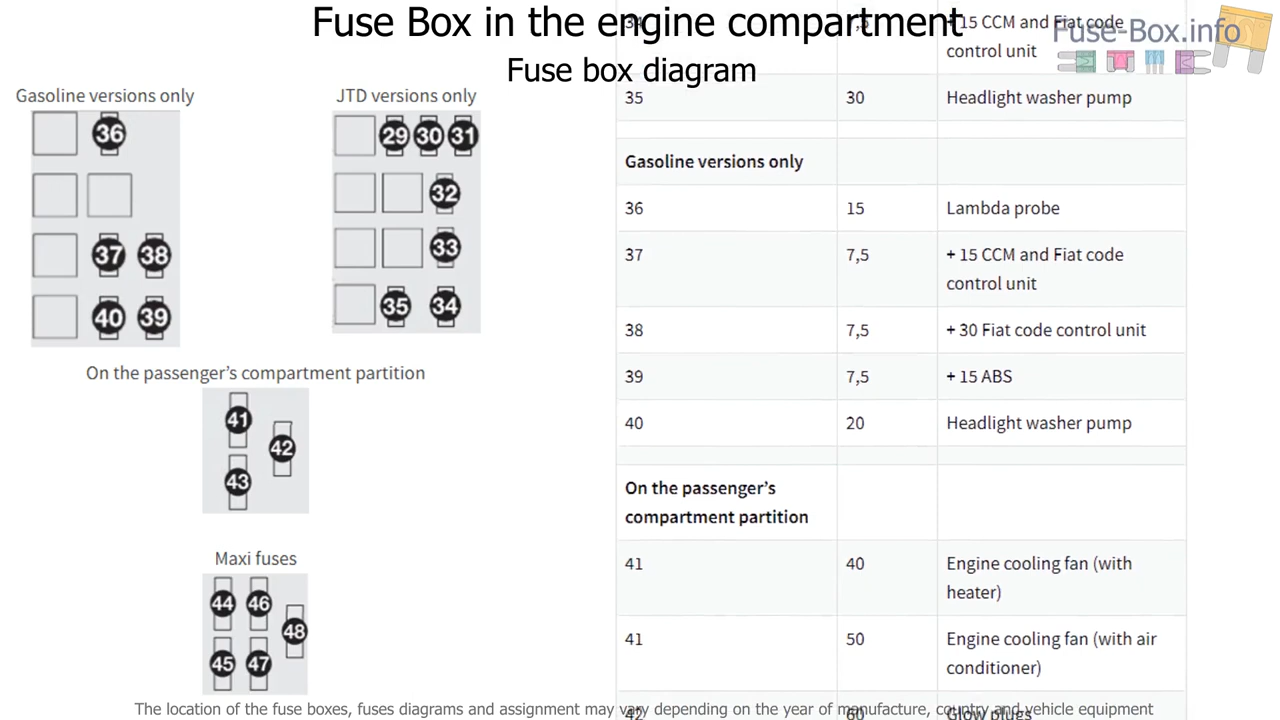 Fuse Box in the engine compartment
Fuse box diagram
Fuse-Box.info
Gasoline versions only
36
37 38
40 39
JTD versions only
29 30 31
32
33
35 34
On the passenger’s compartment partition
41
42
43
Maxi fuses
44 46
48
45 47
34 7,5 + 15 CCM and Fiat code
control unit
35 30 Headlight washer pump
Gasoline versions only
36 15 Lambda probe
37 7,5 + 15 CCM and Fiat code
control unit
38 7,5 + 30 Fiat code control unit
39 7,5 + 15 ABS
40 20 Headlight washer pump
On the passenger’s
compartment partition
41 40 Engine cooling fan (with
heater)
41 50 Engine cooling fan (with air
conditioner)
42 60 Glow plugs
The location of the fuse boxes, fuses diagrams and assignment may vary depending on the year of manufacture, country and vehicle equipment